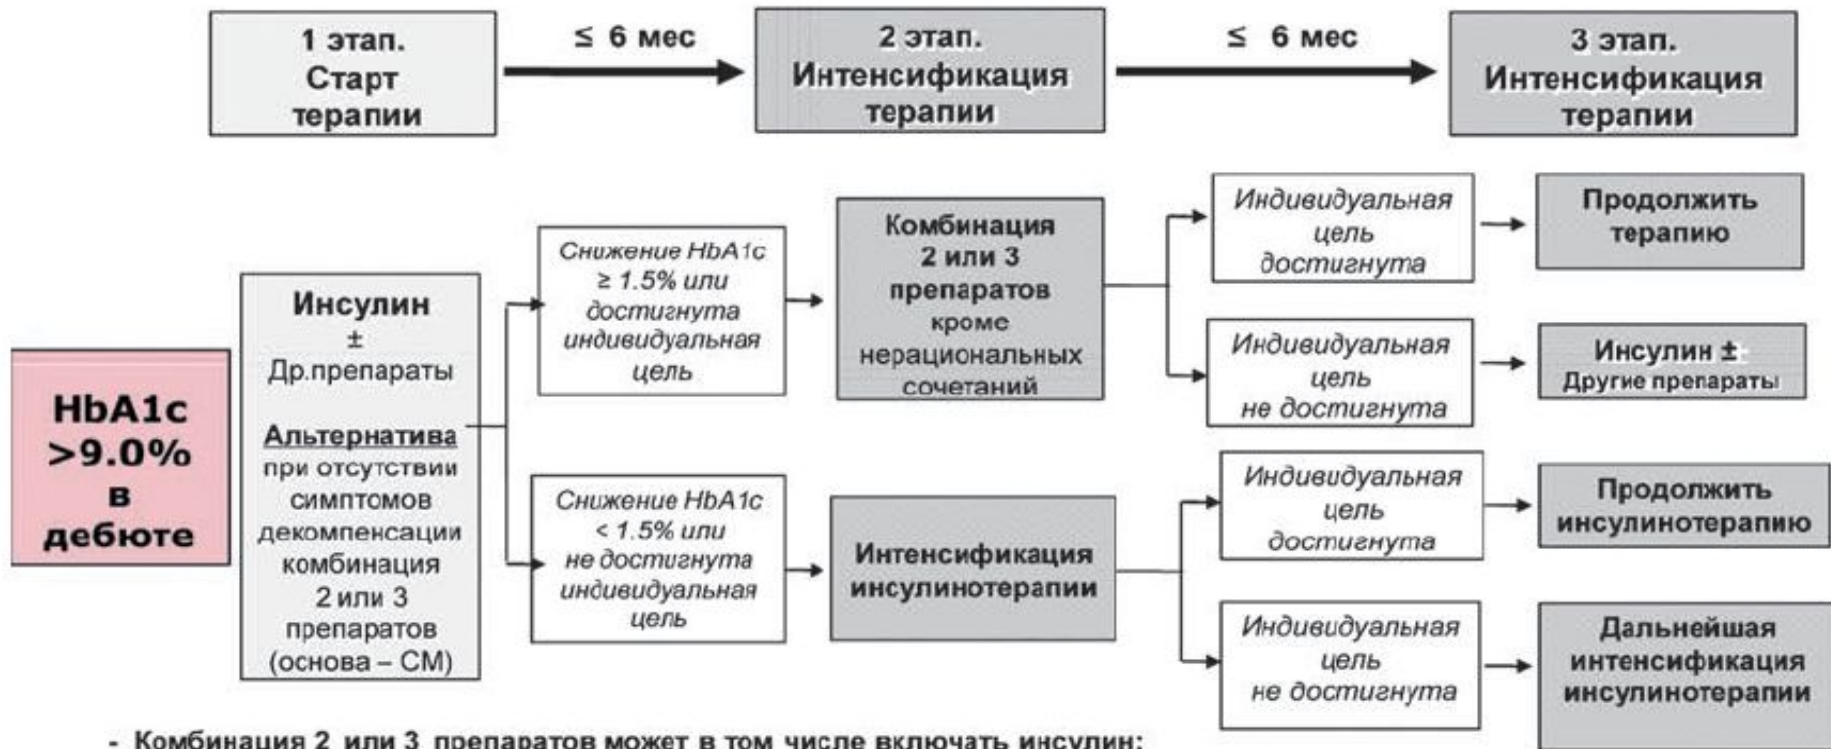 1 этап.
Старт
терапии
≤ 6 мес
2 этап.
Интенсификация
терапии
≤ 6 мес
3 этап.
Интенсификация
терапии
HbA1c
>9.0%
в
дебюте
Инсулин
±
Др.препараты
Альтернатива
при отсутствии
симптомов
декомпенсации
комбинация
2 или 3
препаратов
(основа – СМ)
Снижение HbA1c
≥ 1.5% или
достигнута
индивидуальная
цель
Комбинация
2 или 3
препаратов
кроме
нерациональных
сочетаний
Индивидуальная
цель
достигнута
Продолжить
терапию
Индивидуальная
цель
не достигнута
Инсулин ±
Другие препараты
Снижение HbA1c
< 1.5% или
не достигнута
индивидуальная
цель
Интенсификация
инсулинотерапии
Индивидуальная
цель
достигнута
Продолжить
инсулинотерапию
Индивидуальная
цель
не достигнута
Дальнейшая
интенсификация
инсулинотерапии
- Комбинация 2 или 3 препаратов может в том числе включать инсулин;